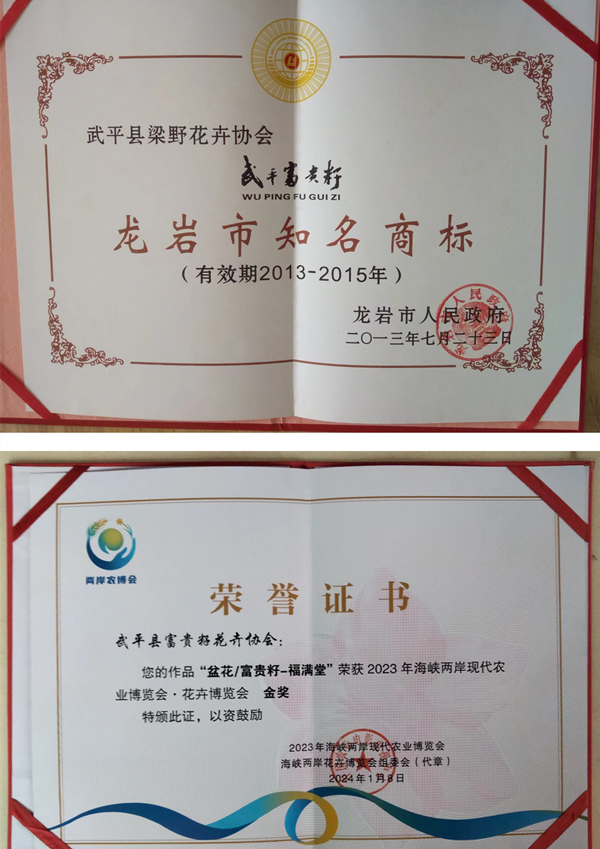 武平县梁野花卉协会
武平富贵籽
WU PING FU GUI ZI
龙岩市知名商标
(有效期2013-2015年)
龙岩市人民政府
二〇一三年七月二十三日
两岸农博会
荣誉证书
武平县富贵籽花卉协会:
您的作品“盆花/富贵籽-福满堂”荣获2023年海峡两岸现代农
业博览会·花卉博览会 金奖
特颁此证，以资鼓励
2023年海峡两岸现代农业博览会
海峡两岸花卉博览会组委会(代章)
2024年1月8日